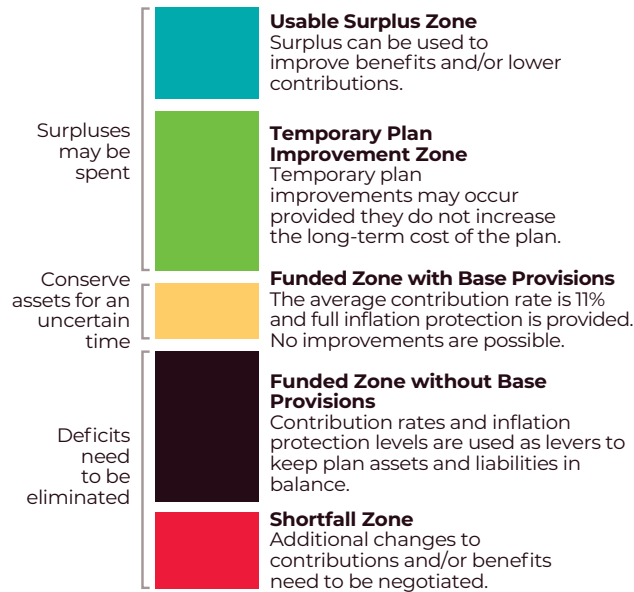 Usable Surplus Zone
Surplus can be used to
improve benefits and/or lower
contributions.
Surpluses
may be
spent
Temporary Plan
Improvement Zone
Temporary plan
improvements may occur
provided they do not increase
the long-term cost of the plan.
Conserve
assets for an
uncertain
time
Funded Zone with Base Provisions
The average contribution rate is 11%
and full inflation protection is provided.
No improvements are possible.
Deficits
need
to be
eliminated
Funded Zone without Base
Provisions
Contribution rates and inflation
protection levels are used as levers to
keep plan assets and liabilities in
balance.
Shortfall Zone
Additional changes to
contributions and/or benefits
need to be negotiated.